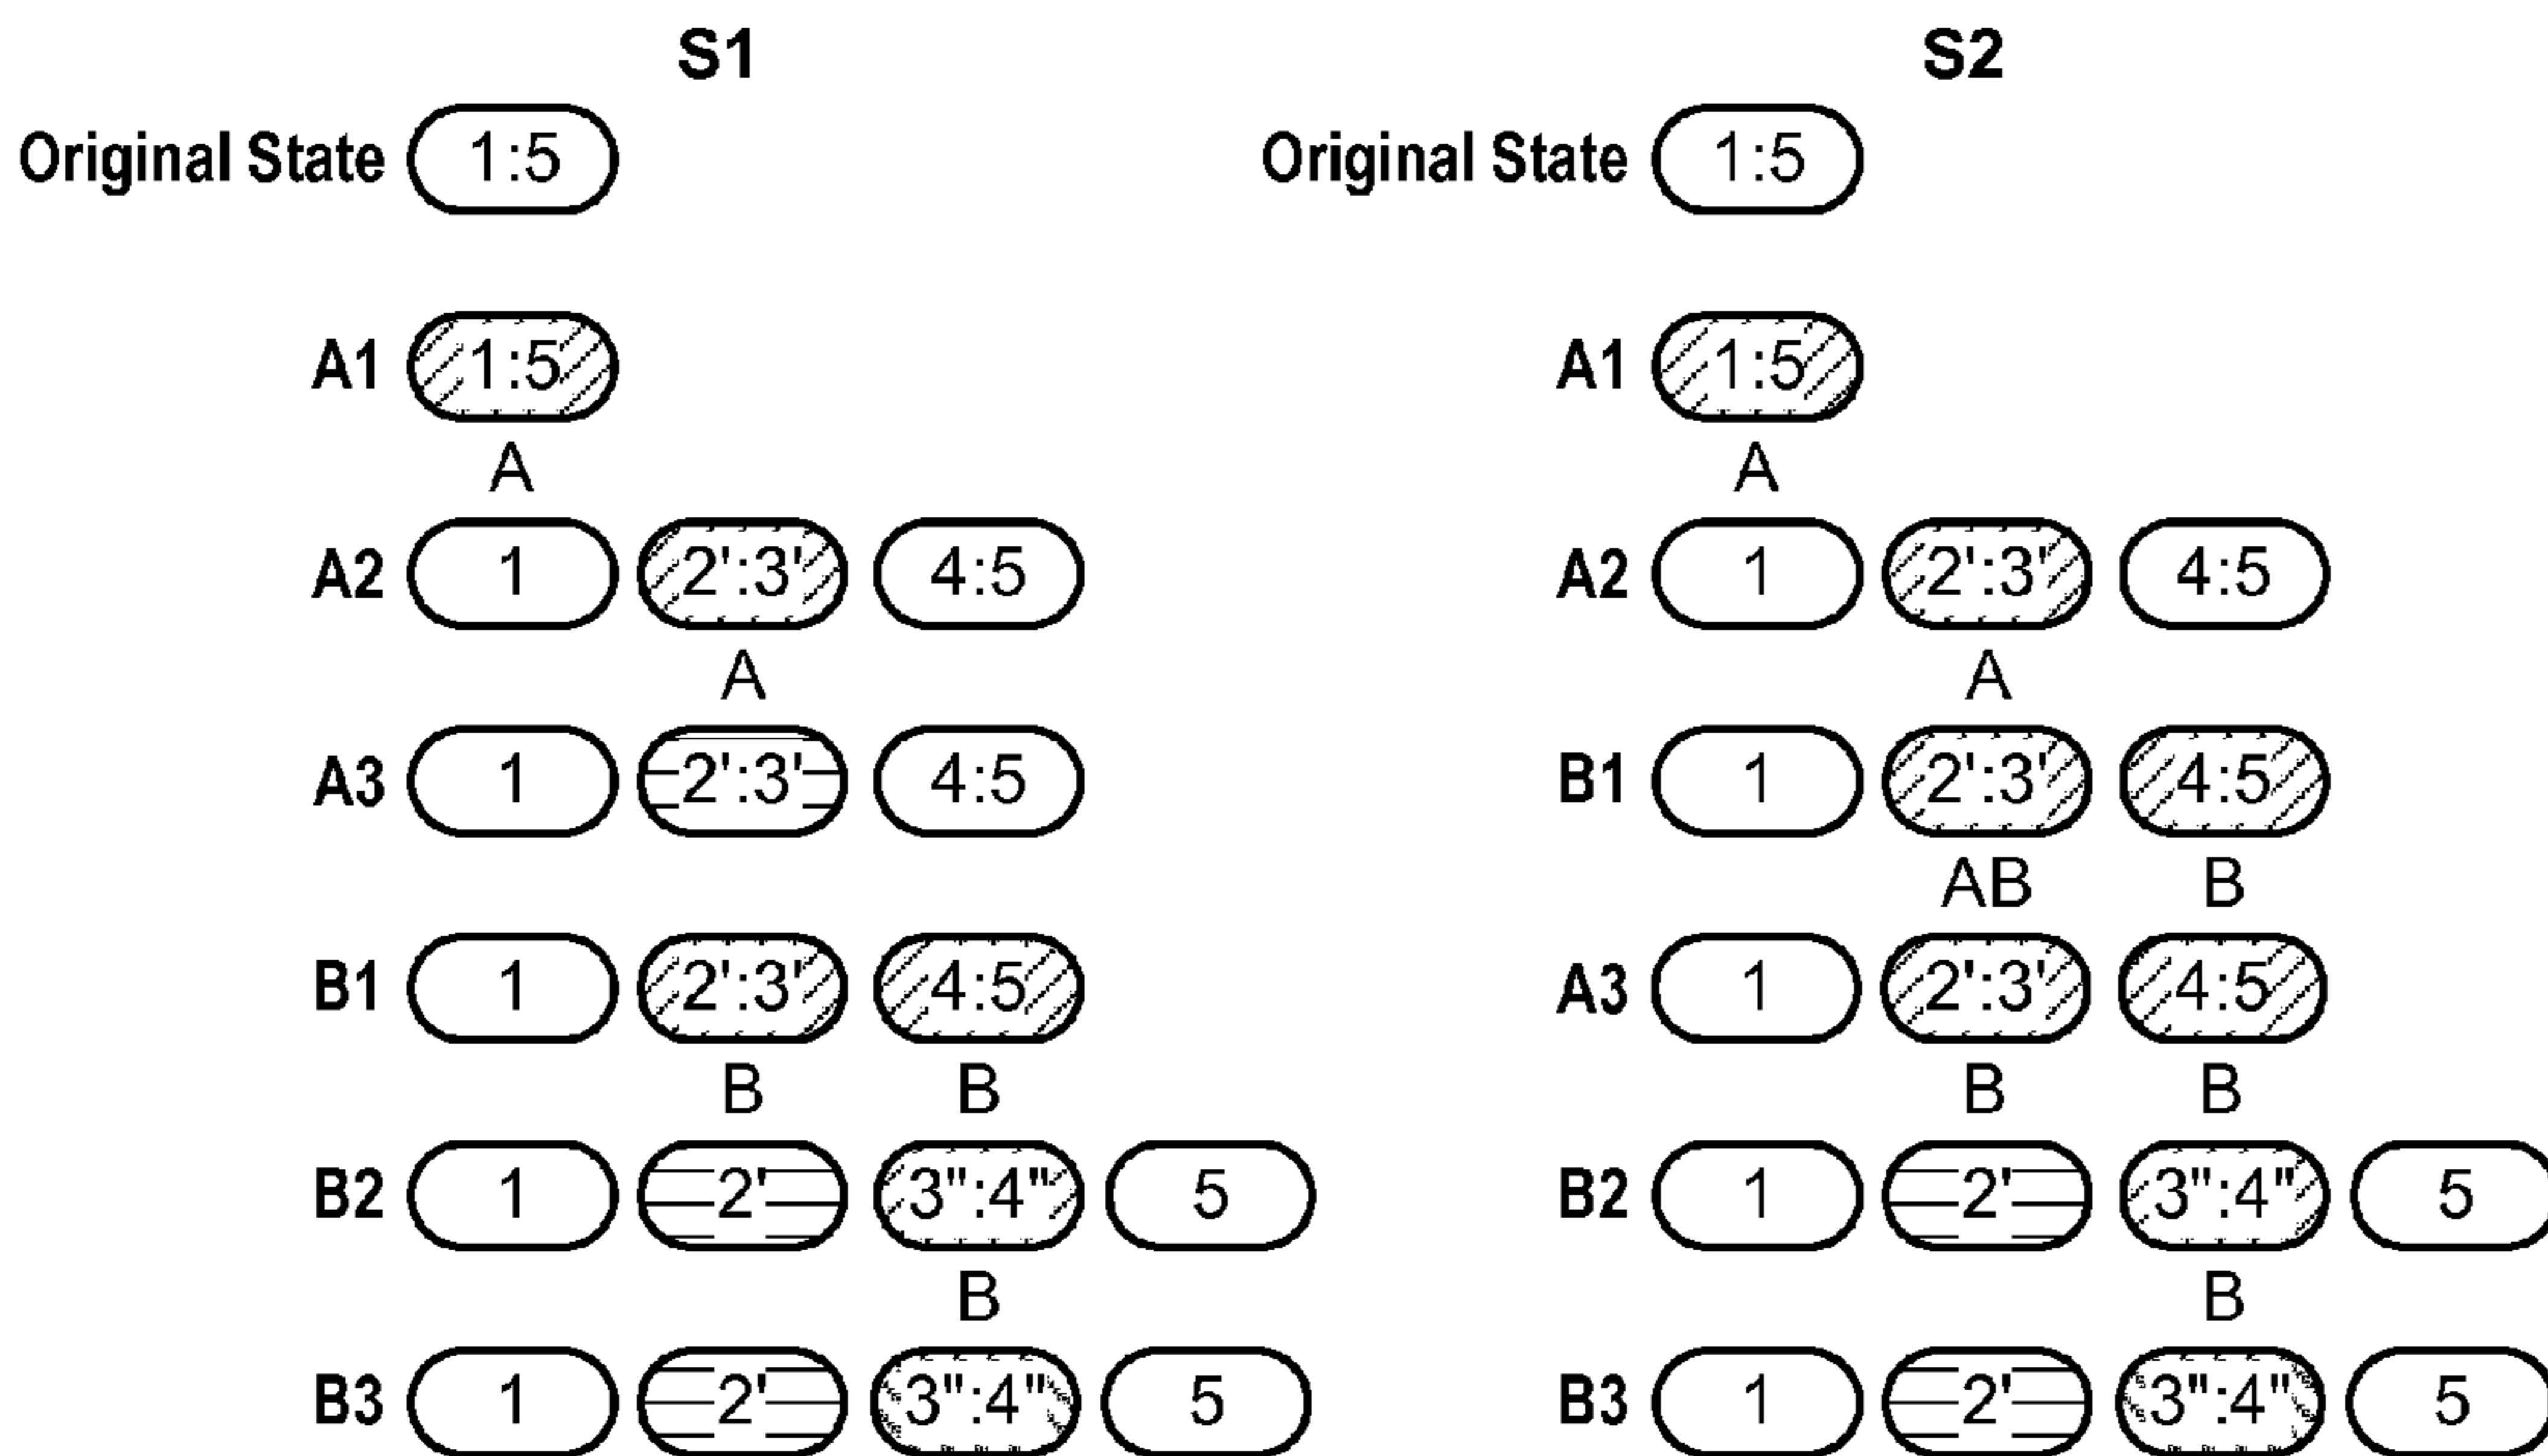 S1 S2
Original State 1:5 Original State 1:5
A1 1:5 A1 1:5
A A
A2 1 2':3' 4:5 A2 1 2':3' 4:5
A A
A3 1 2':3' 4:5 B1 1 2':3' 4:5
AB B
B1 1 2':3' 4:5 A3 1 2':3' 4:5
B B B B
B2 1 2' 3":4" 5 B2 1 2' 3":4" 5
B B
B3 1 2' 3":4" 5 B3 1 2' 3":4" 5